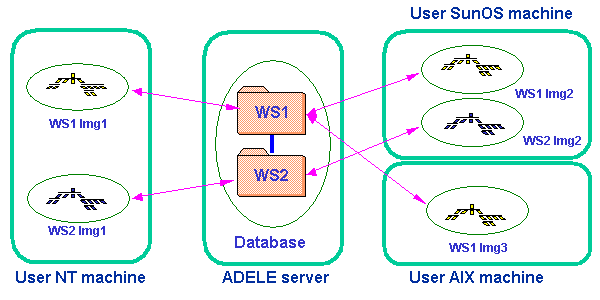 User SunOS machine
WS1 Img1
WS2 Img1
User NT machine
WS1
WS2
Database
ADELE server
WS1 Img2
WS2 Img2
WS1 Img3
User AIX machine